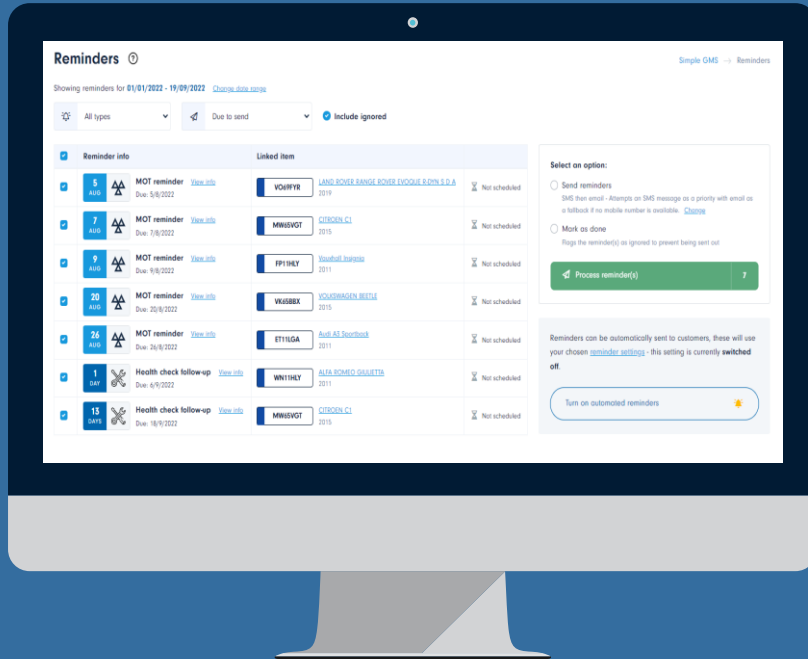 Reminders ?
Simple GMS → Reminders
Showing reminders for 01/01/2022 - 19/09/2022 Change date range
All types Due to send Include ignored
Reminder info Linked item
5 AUG MOT reminder View info VO69FYR LAND ROVER RANGE ROVER EVOQUE R-DYN S D A Not scheduled
Due: 5/8/2022 2019
7 AUG MOT reminder View info MW65VGT CITROEN C1 Not scheduled
Due: 7/8/2022 2015
9 AUG MOT reminder View info FP11HLY Vauxhall Insignia Not scheduled
Due: 9/8/2022 2011
20 AUG MOT reminder View info VK65BBX VOLKSWAGEN BEETLE Not scheduled
Due: 20/8/2022 2015
26 AUG MOT reminder View info ET11LGA Audi A3 Sportback Not scheduled
Due: 26/8/2022 2011
1 DAY Health check follow-up View info WN11HLY ALFA ROMEO GIULIETTA Not scheduled
Due: 6/9/2022 2011
13 DAYS Health check follow-up View info MW65VGT CITROEN C1 Not scheduled
Due: 18/9/2022 2015
Select an option:
Send reminders
SMS then email - Attempts an SMS message as a priority with email as
a fallback if no mobile number is available. Change
Mark as done
Flags the reminder(s) as ignored to prevent being sent out
Process reminder(s) 7
Reminders can be automatically sent to customers, these will use
your chosen reminder settings - this setting is currently switched
off.
Turn on automated reminders